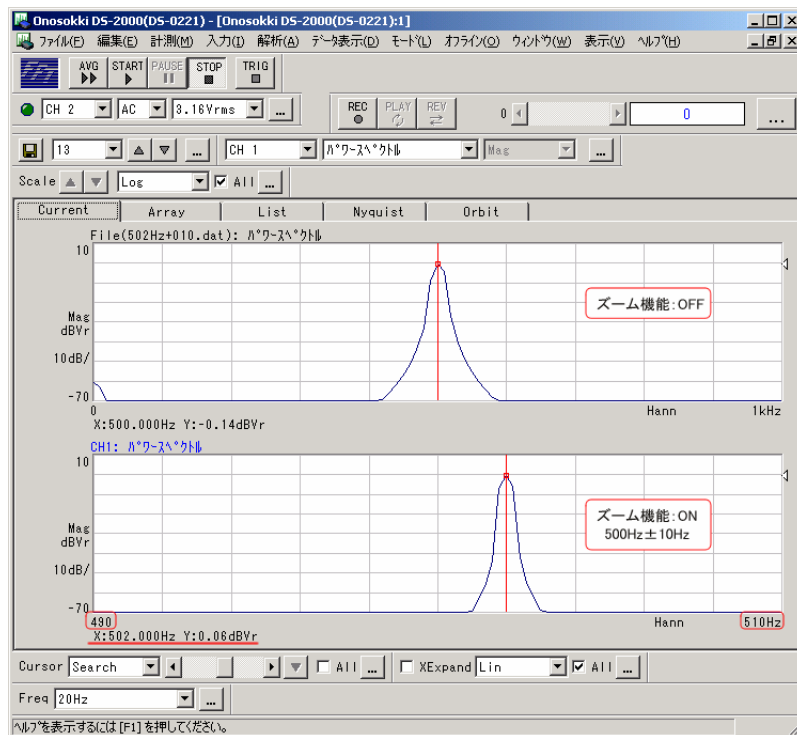 Onosokki DS-2000(DS-0221) - [Onosokki DS-2000(DS-0221):1]
ﾌｧｲﾙ(F) 編集(E) 計測(M) 入力(I) 解析(A) ﾃﾞｰﾀ表示(D) ﾓｰﾄﾞ(L) ｵﾌﾗｲﾝ(O) ｳｨﾝﾄﾞｳ(W) 表示(V) ﾍﾙﾌﾟ(H)
AVG START PAUSE STOP TRIG
CH 2 AC 3.16Vrms ... REC PLAY REV 0 0 ...
13 ... CH 1 ﾊﾟﾜｰｽﾍﾟｸﾄﾙ Mag ...
Scale Log All ...
Current Array List Nyquist Orbit
File(502Hz+010.dat): ﾊﾟﾜｰｽﾍﾟｸﾄﾙ
10
ズーム機能:OFF
Mag
dBVr
10dB/
-70
0 Hann 1kHz
X:500.000Hz Y:-0.14dBVr
CH1: ﾊﾟﾜｰｽﾍﾟｸﾄﾙ
10
ズーム機能:ON
500Hz±10Hz
Mag
dBVr
10dB/
-70
490 Hann 510Hz
X:502.000Hz Y:0.06dBVr
Cursor Search All ... XExpand Lin All ...
Freq 20Hz ...
ﾍﾙﾌﾟを表示するには [F1] を押してください。